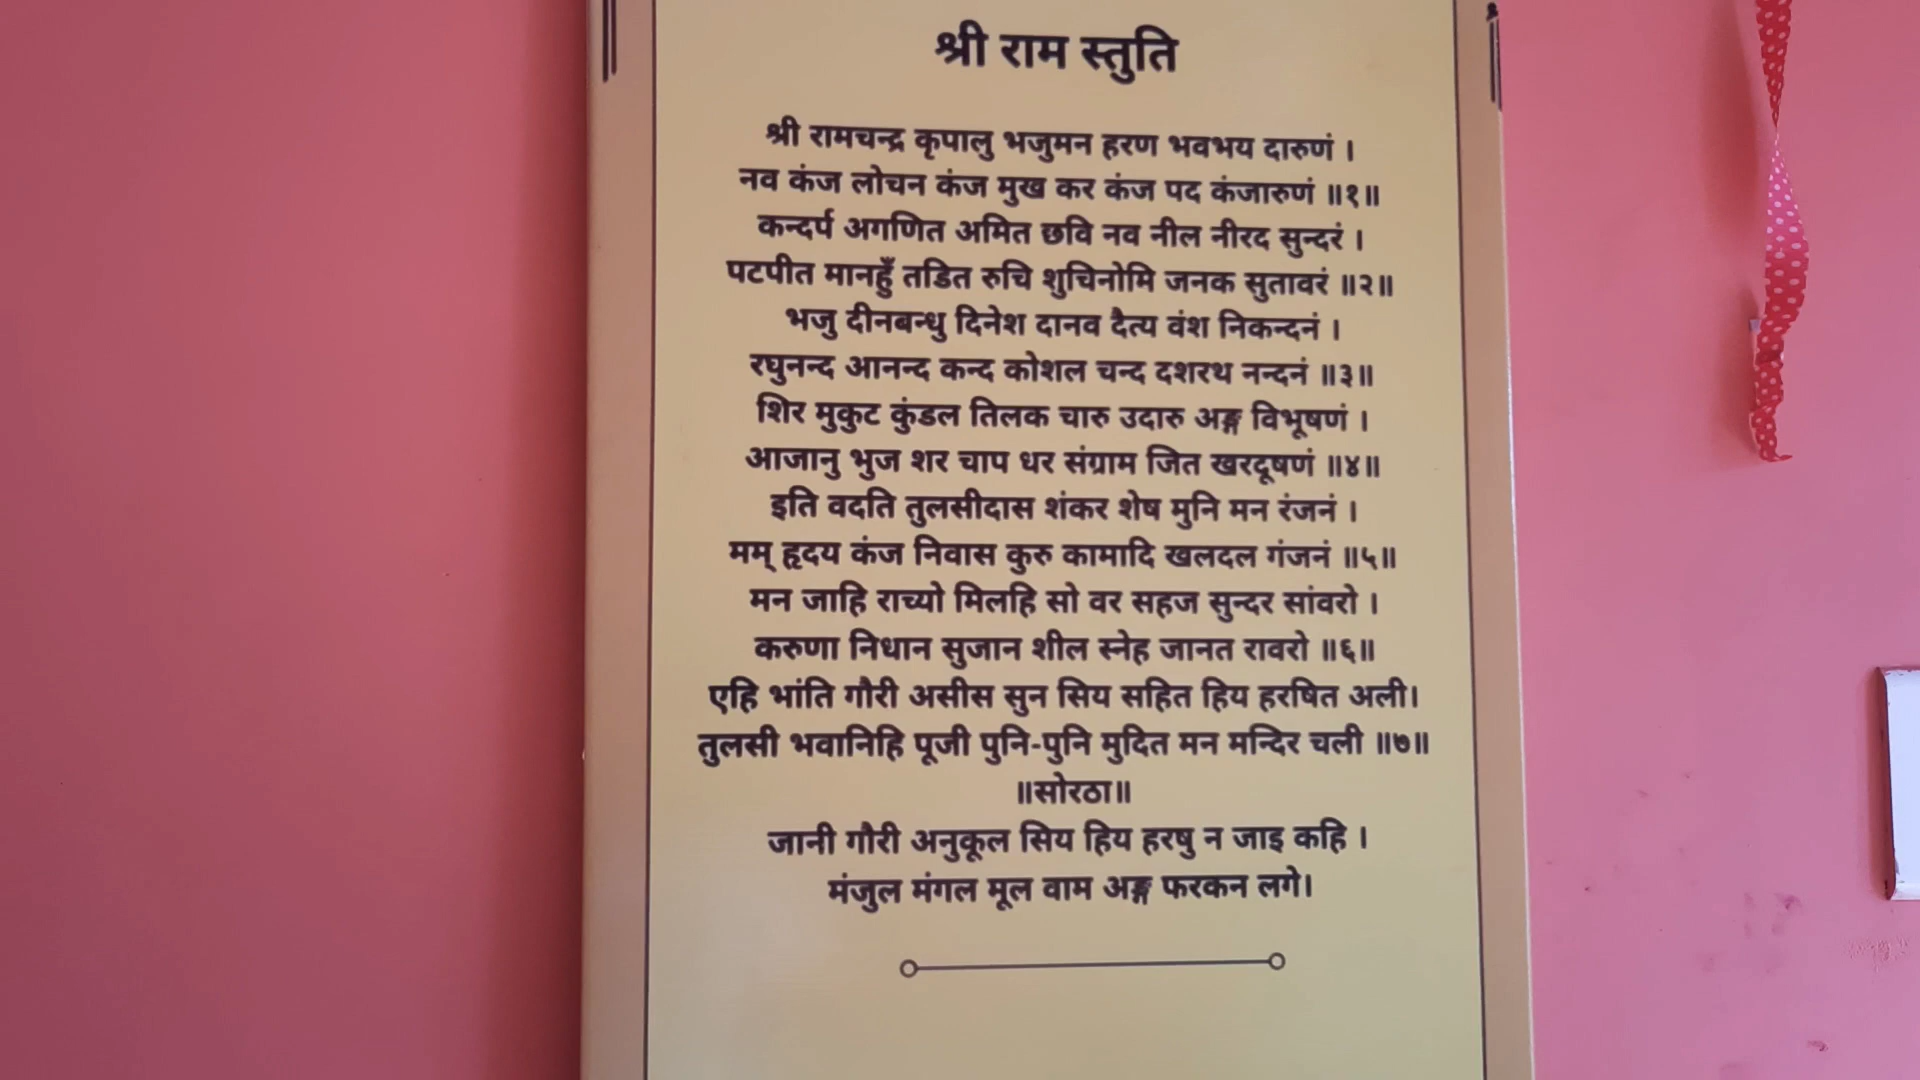 श्री राम स्तुति
श्री रामचन्द्र कृपालु भजुमन हरण भवभय दारुणं ।
नव कंज लोचन कंज मुख कर कंज पद कंजारुणं ॥१॥
कन्दर्प अगणित अमित छवि नव नील नीरद सुन्दरं ।
पटपीत मानहुँ तडित रुचि शुचिनोमि जनक सुतावरं ॥२॥
भजु दीनबन्धु दिनेश दानव दैत्य वंश निकन्दनं ।
रघुनन्द आनन्द कन्द कोशल चन्द दशरथ नन्दनं ॥३॥
शिर मुकुट कुंडल तिलक चारु उदारु अङ्ग विभूषणं ।
आजानु भुज शर चाप धर संग्राम जित खरदूषणं ॥४॥
इति वदति तुलसीदास शंकर शेष मुनि मन रंजनं ।
मम् हृदय कंज निवास कुरु कामादि खलदल गंजनं ॥५॥
मन जाहि राच्यो मिलहि सो वर सहज सुन्दर सांवरो ।
करुणा निधान सुजान शील स्नेह जानत रावरो ॥६॥
एहि भांति गौरी असीस सुन सिय सहित हिय हरषित अली।
तुलसी भवानिहि पूजी पुनि-पुनि मुदित मन मन्दिर चली ॥७॥
॥सोरठा॥
जानी गौरी अनुकूल सिय हिय हरषु न जाइ कहि ।
मंजुल मंगल मूल वाम अङ्ग फरकन लगे।